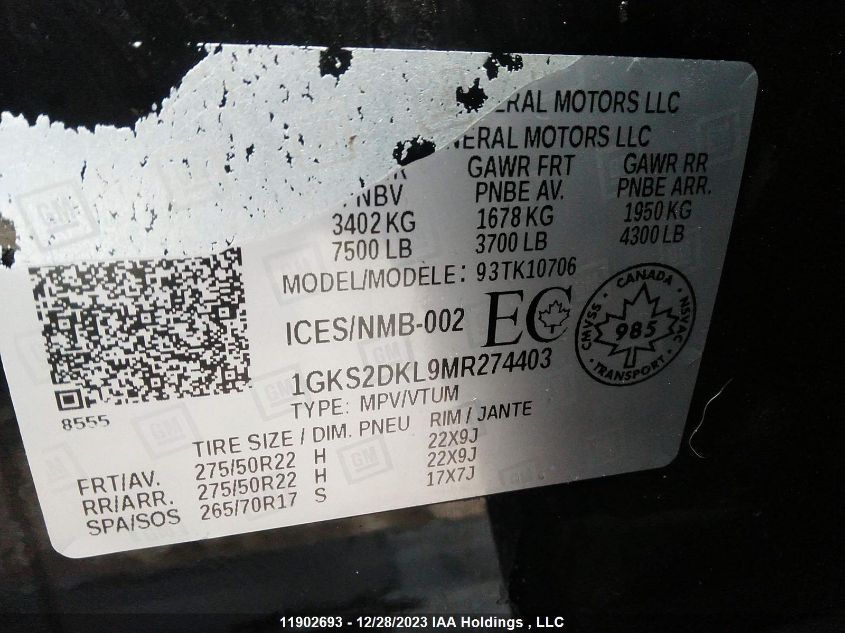 ERAL MOTORS LLC
NERAL MOTORS LLC
GAWR FRT GAWR RR
PNBV PNBE AV. PNBE ARR.
3402 KG 1678 KG 1950 KG
7500 LB 3700 LB 4300 LB
MODEL/MODELE: 93TK10706
ICES/NMB-002 EC
CANADA
CMVSS 985 NSVAC
TRANSPORT
1GKS2DKL9MR274403
8555
TYPE: MPV/VTUM
TIRE SIZE / DIM. PNEU RIM / JANTE
FRT/AV. 275/50R22 H 22X9J
RR/ARR. 275/50R22 H 22X9J
SPA/SOS 265/70R17 S 17X7J
GM
11902693 - 12/28/2023 IAA Holdings , LLC